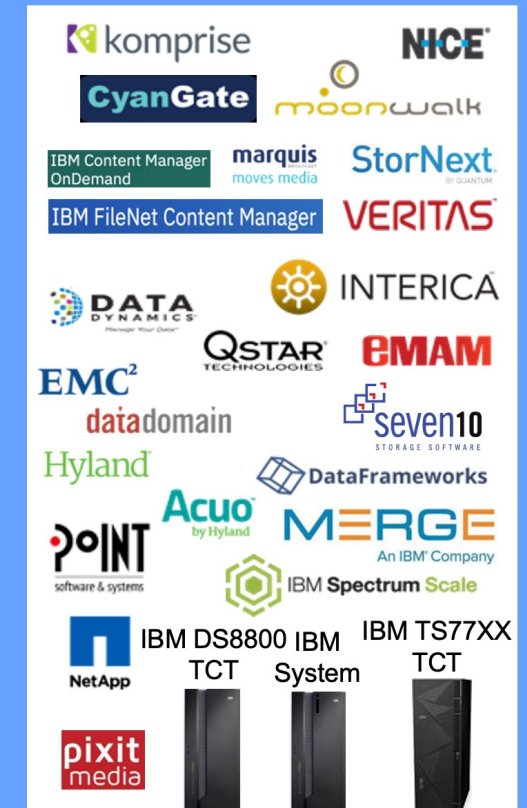 komprise
NICE
CyanGate
moonwalk
IBM Content Manager
OnDemand
marquis
BROADCAST
moves media
StorNext
BY QUANTUM
IBM FileNet Content Manager
VERITAS
INTERICA
DATA
DYNAMICS
Manage Your Data
QSTAR
TECHNOLOGIES
EMAM
EMC²
datadomain
seven10
STORAGE SOFTWARE
Hyland
DataFrameworks
Acuo
by Hyland
MERGE
An IBM Company
POINT
software & systems
IBM Spectrum Scale
NetApp
IBM DS8800
TCT
IBM
System
IBM TS77XX
TCT
pixit
media